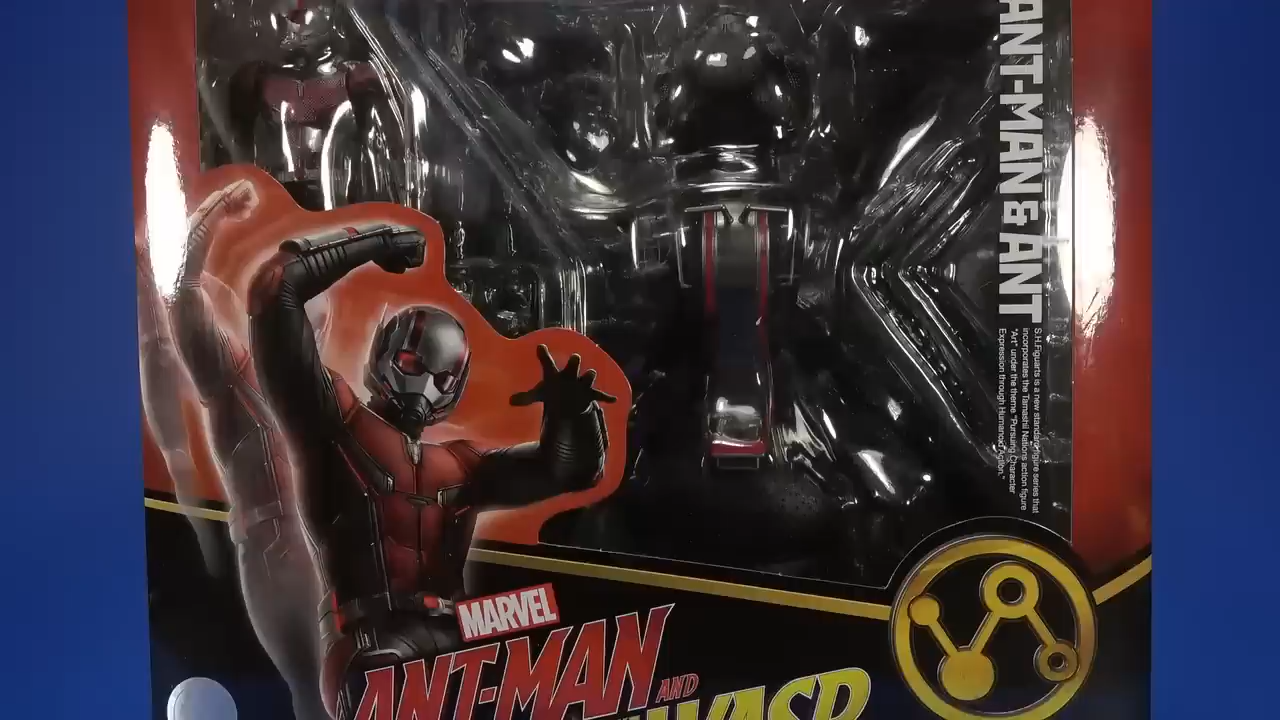 ANT-MAN & ANT
S.H.Figuarts is a new standard figure series that
incorporates the Tamashii Nations action figure
"Art" under the theme "Pursuing Character
Expression through Humanoid Action."
MARVEL
ANT-MAN
AND
WASP